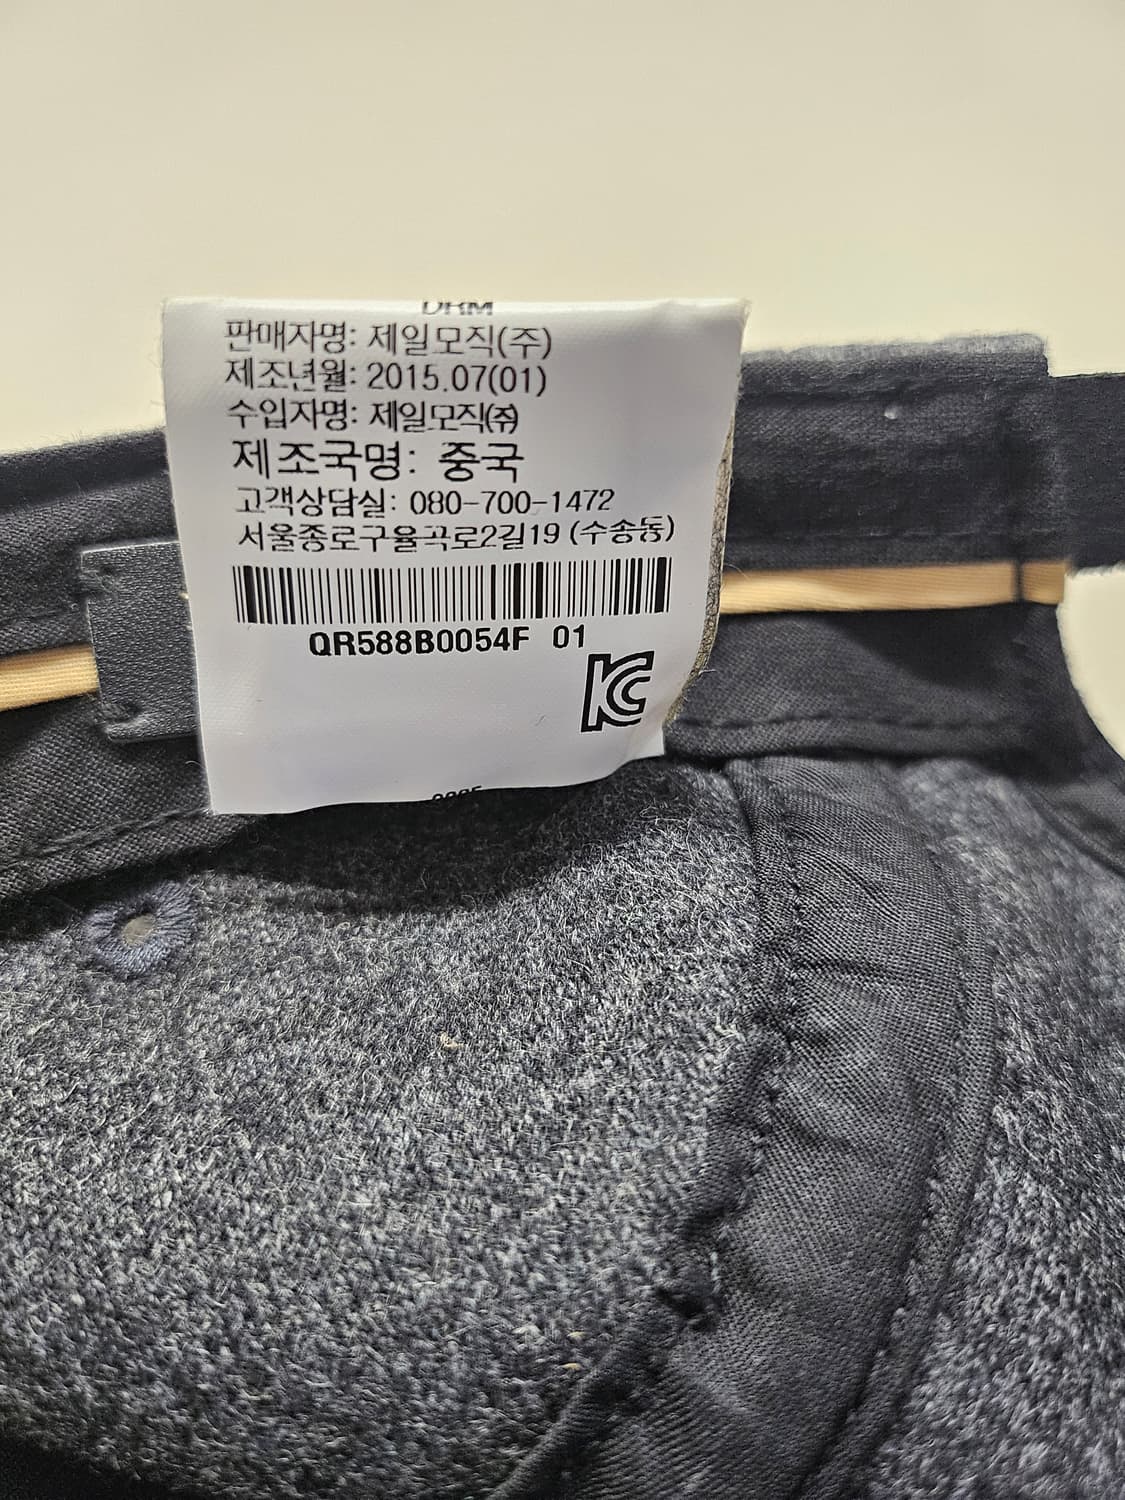 DRM
판매자명: 제일모직(주)
제조년월: 2015.07(01)
수입자명: 제일모직㈜
제조국명: 중국
고객상담실: 080-700-1472
서울종로구율곡로2길19 (수송동)
QR588B0054F 01
KC